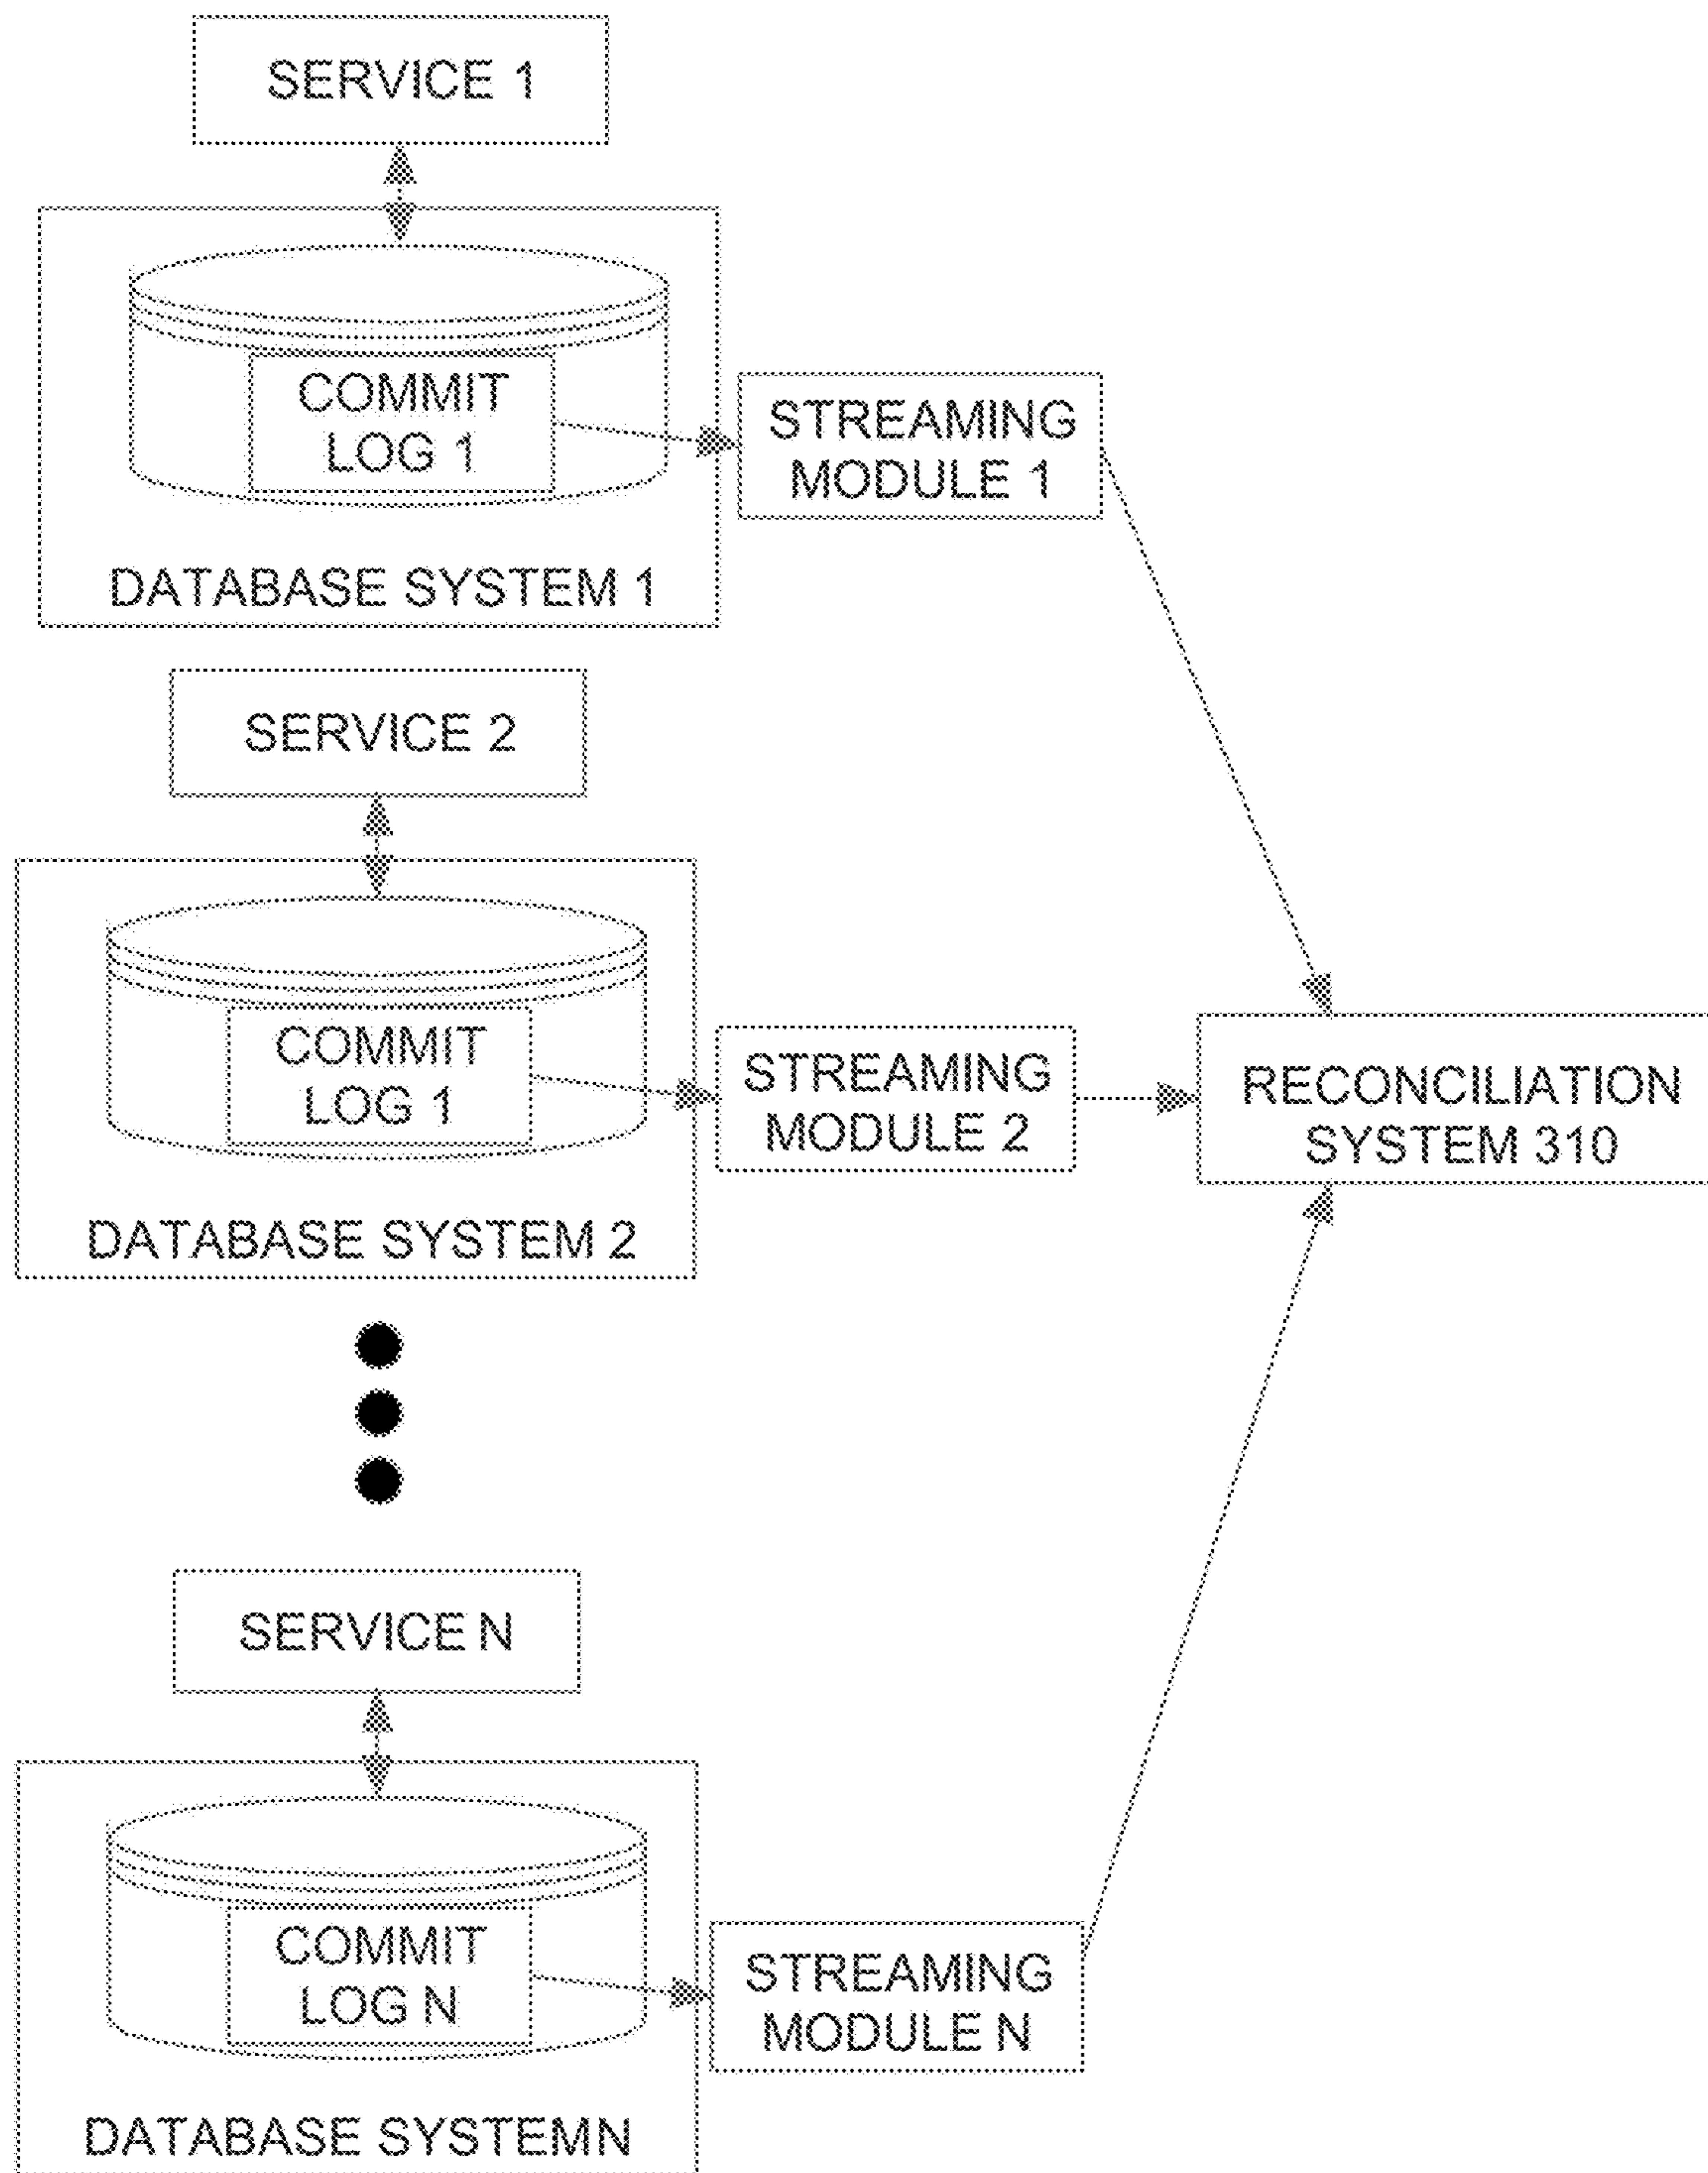 SERVICE 1
COMMIT
LOG 1
STREAMING
MODULE 1
DATABASE SYSTEM 1
SERVICE 2
COMMIT
LOG 1
STREAMING
MODULE 2
RECONCILIATION
SYSTEM 310
DATABASE SYSTEM 2
SERVICE N
COMMIT
LOG N
STREAMING
MODULE N
DATABASE SYSTEMN